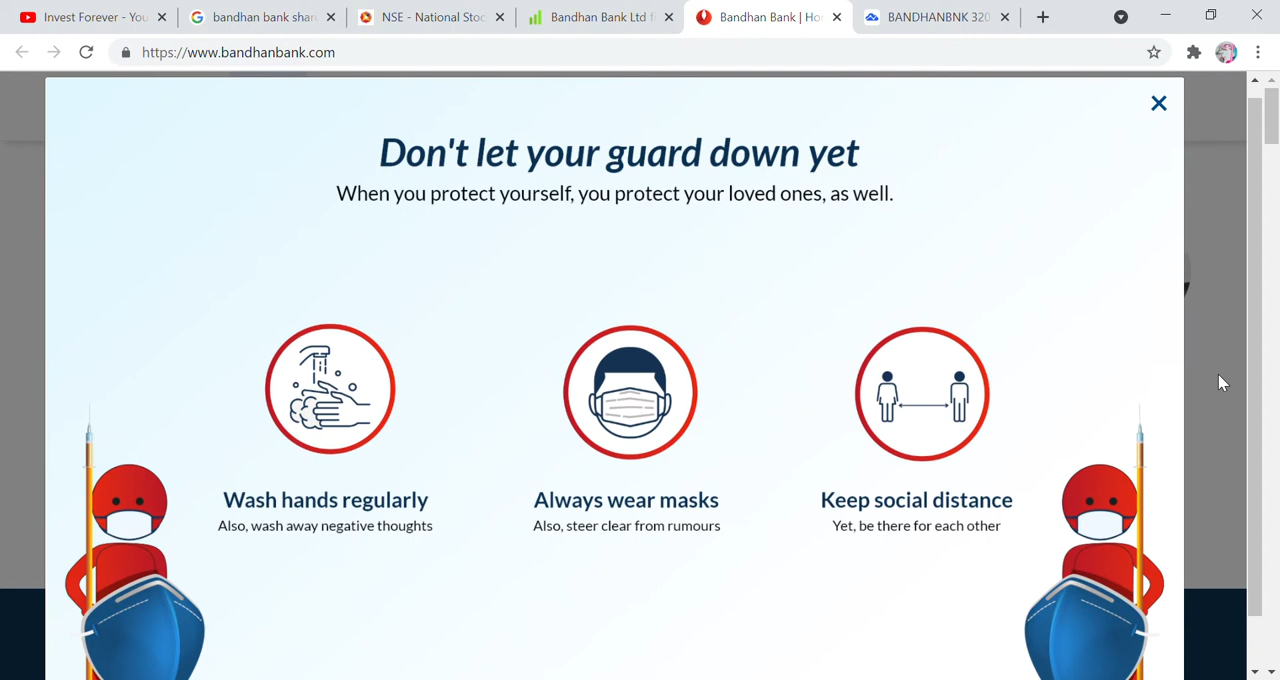 Invest Forever - You
bandhan bank shar
NSE - National Stoc
Bandhan Bank Ltd f
Bandhan Bank | Ho
BANDHANBNK 320
https://www.bandhanbank.com
Don't let your guard down yet
When you protect yourself, you protect your loved ones, as well.
Wash hands regularly
Also, wash away negative thoughts
Always wear masks
Also, steer clear from rumours
Keep social distance
Yet, be there for each other